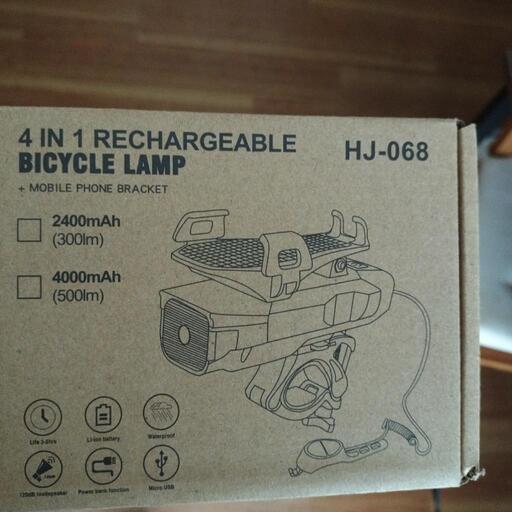 4 IN 1 RECHARGEABLE
BICYCLE LAMP
HJ-068
+ MOBILE PHONE BRACKET
2400mAh
(300lm)
4000mAh
(500lm)
Li-ion battery
Waterproof
120dB loudspeaker
Power bank function
Micro USB